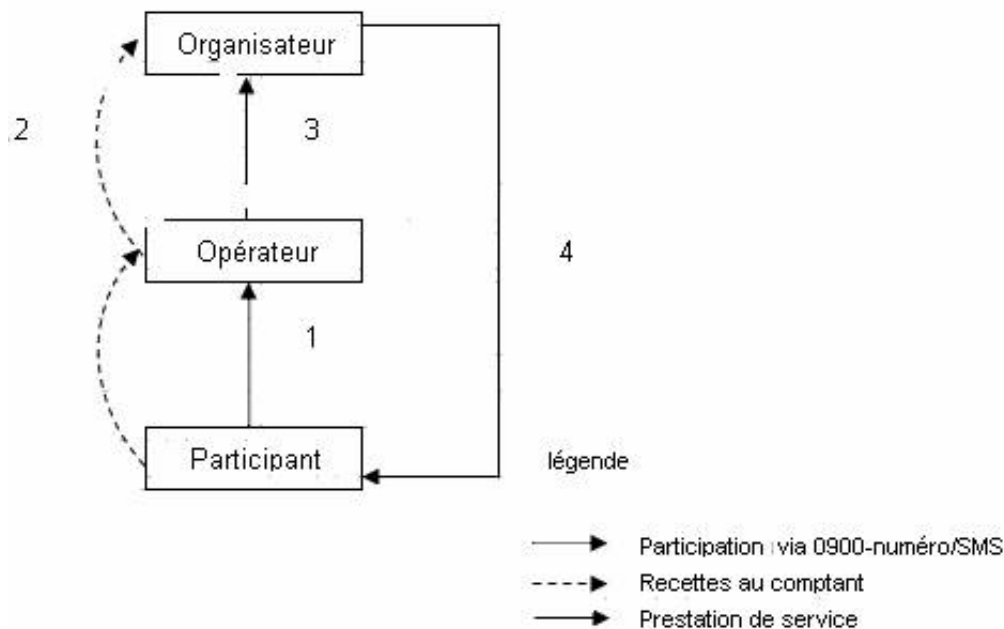 Organisateur
2
3
Opérateur
4
1
Participant
légende
Participation via 0900-numéro/SMS
Recettes au comptant
Prestation de service